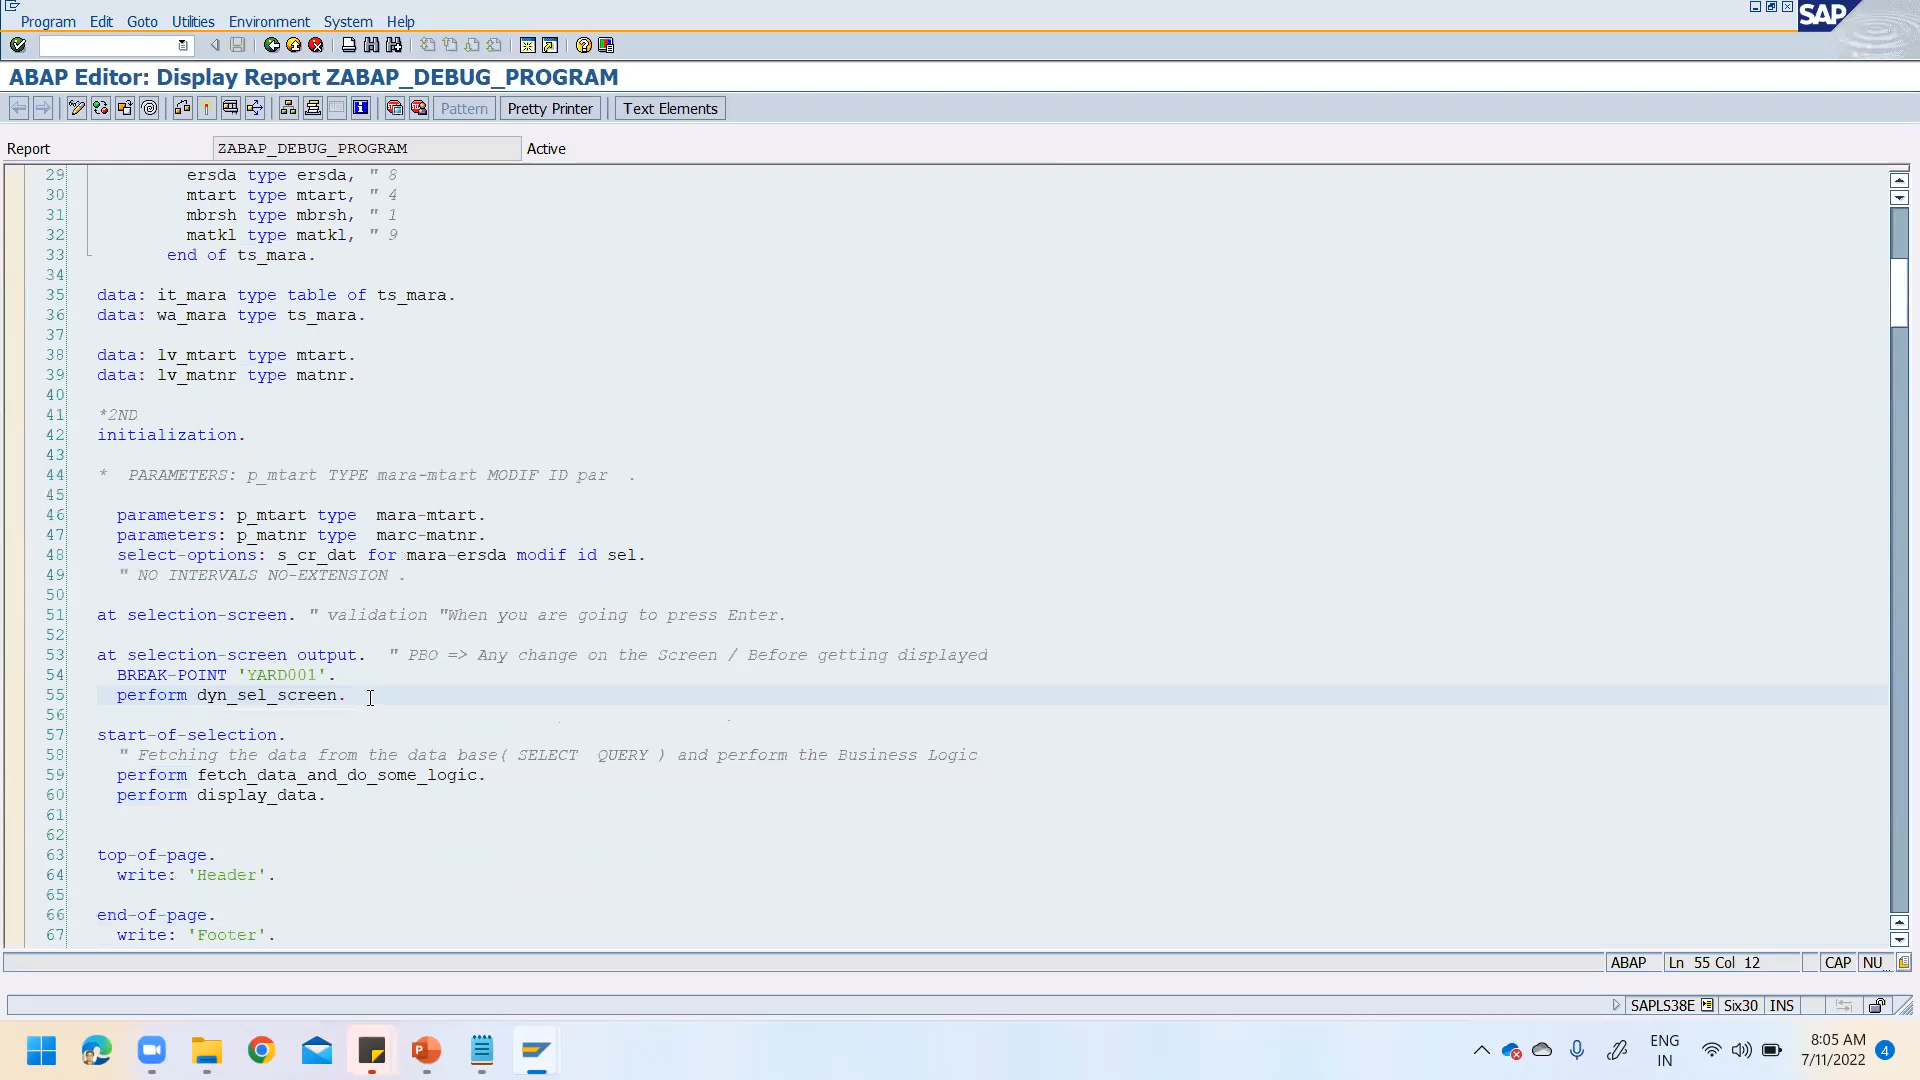 Program Edit Goto Utilities Environment System Help
SAP
ABAP Editor: Display Report ZABAP_DEBUG_PROGRAM
Pattern Pretty Printer Text Elements
Report ZABAP_DEBUG_PROGRAM Active
29 ersda type ersda, " 8
30 mtart type mtart, " 4
31 mbrsh type mbrsh, " 1
32 matkl type matkl, " 9
33 end of ts_mara.
34
35 data: it_mara type table of ts_mara.
36 data: wa_mara type ts_mara.
37
38 data: lv_mtart type mtart.
39 data: lv_matnr type matnr.
40
41 *2ND
42 initialization.
43
44 * PARAMETERS: p_mtart TYPE mara-mtart MODIF ID par .
45
46 parameters: p_mtart type mara-mtart.
47 parameters: p_matnr type marc-matnr.
48 select-options: s_cr_dat for mara-ersda modif id sel.
49 " NO INTERVALS NO-EXTENSION .
50
51 at selection-screen. " validation "When you are going to press Enter.
52
53 at selection-screen output. " PBO => Any change on the Screen / Before getting displayed
54 BREAK-POINT 'YARD001'.
55 perform dyn_sel_screen.
56
57 start-of-selection.
58 " Fetching the data from the data base( SELECT QUERY ) and perform the Business Logic
59 perform fetch_data_and_do_some_logic.
60 perform display_data.
61
62
63 top-of-page.
64 write: 'Header'.
65
66 end-of-page.
67 write: 'Footer'.
ABAP Ln 55 Col 12 CAP NU...
SAPLS38E Six30 INS
ENG
IN
8:05 AM
7/11/2022
4